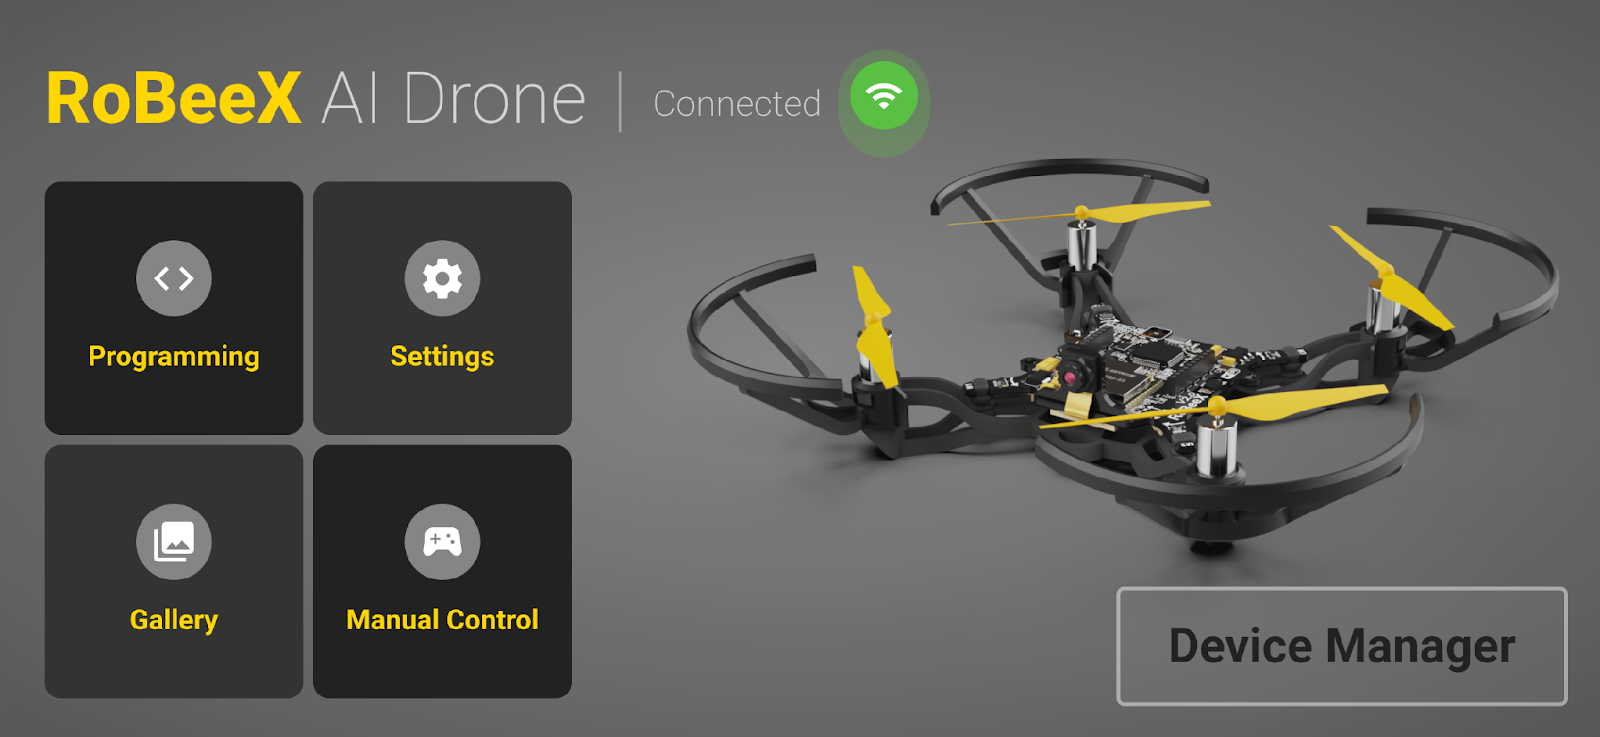 RoBeeX AI Drone
Connected
Programming
Settings
Gallery
Manual Control
Device Manager